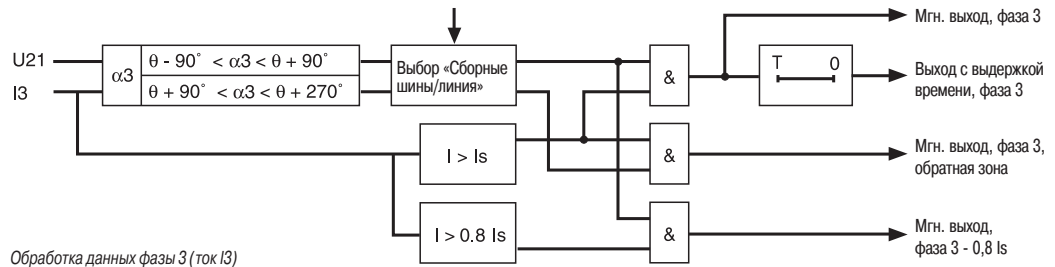 Мгн. выход, фаза 3
U21
α3
θ - 90˚ < α3 < θ + 90˚
θ + 90˚ < α3 < θ + 270˚
I3
Выбор «Сборные
шины/линия»
&
T 0
Выход с выдержкой
времени, фаза 3
I > Is
&
Мгн. выход, фаза 3,
обратная зона
I > 0.8 Is
&
Мгн. выход,
фаза 3 - 0,8 Is
Обработка данных фазы 3 (ток I3)